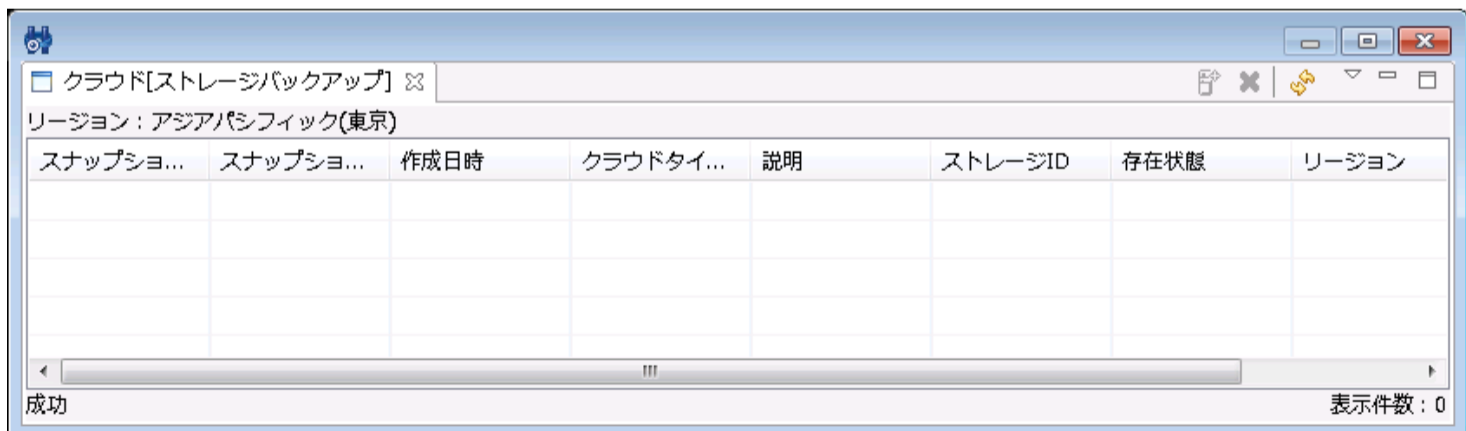 クラウド[ストレージバックアップ]
リージョン：アジアパシフィック(東京)
スナップショ... スナップショ... 作成日時 クラウドタイ... 説明 ストレージID 存在状態 リージョン
成功 表示件数：0